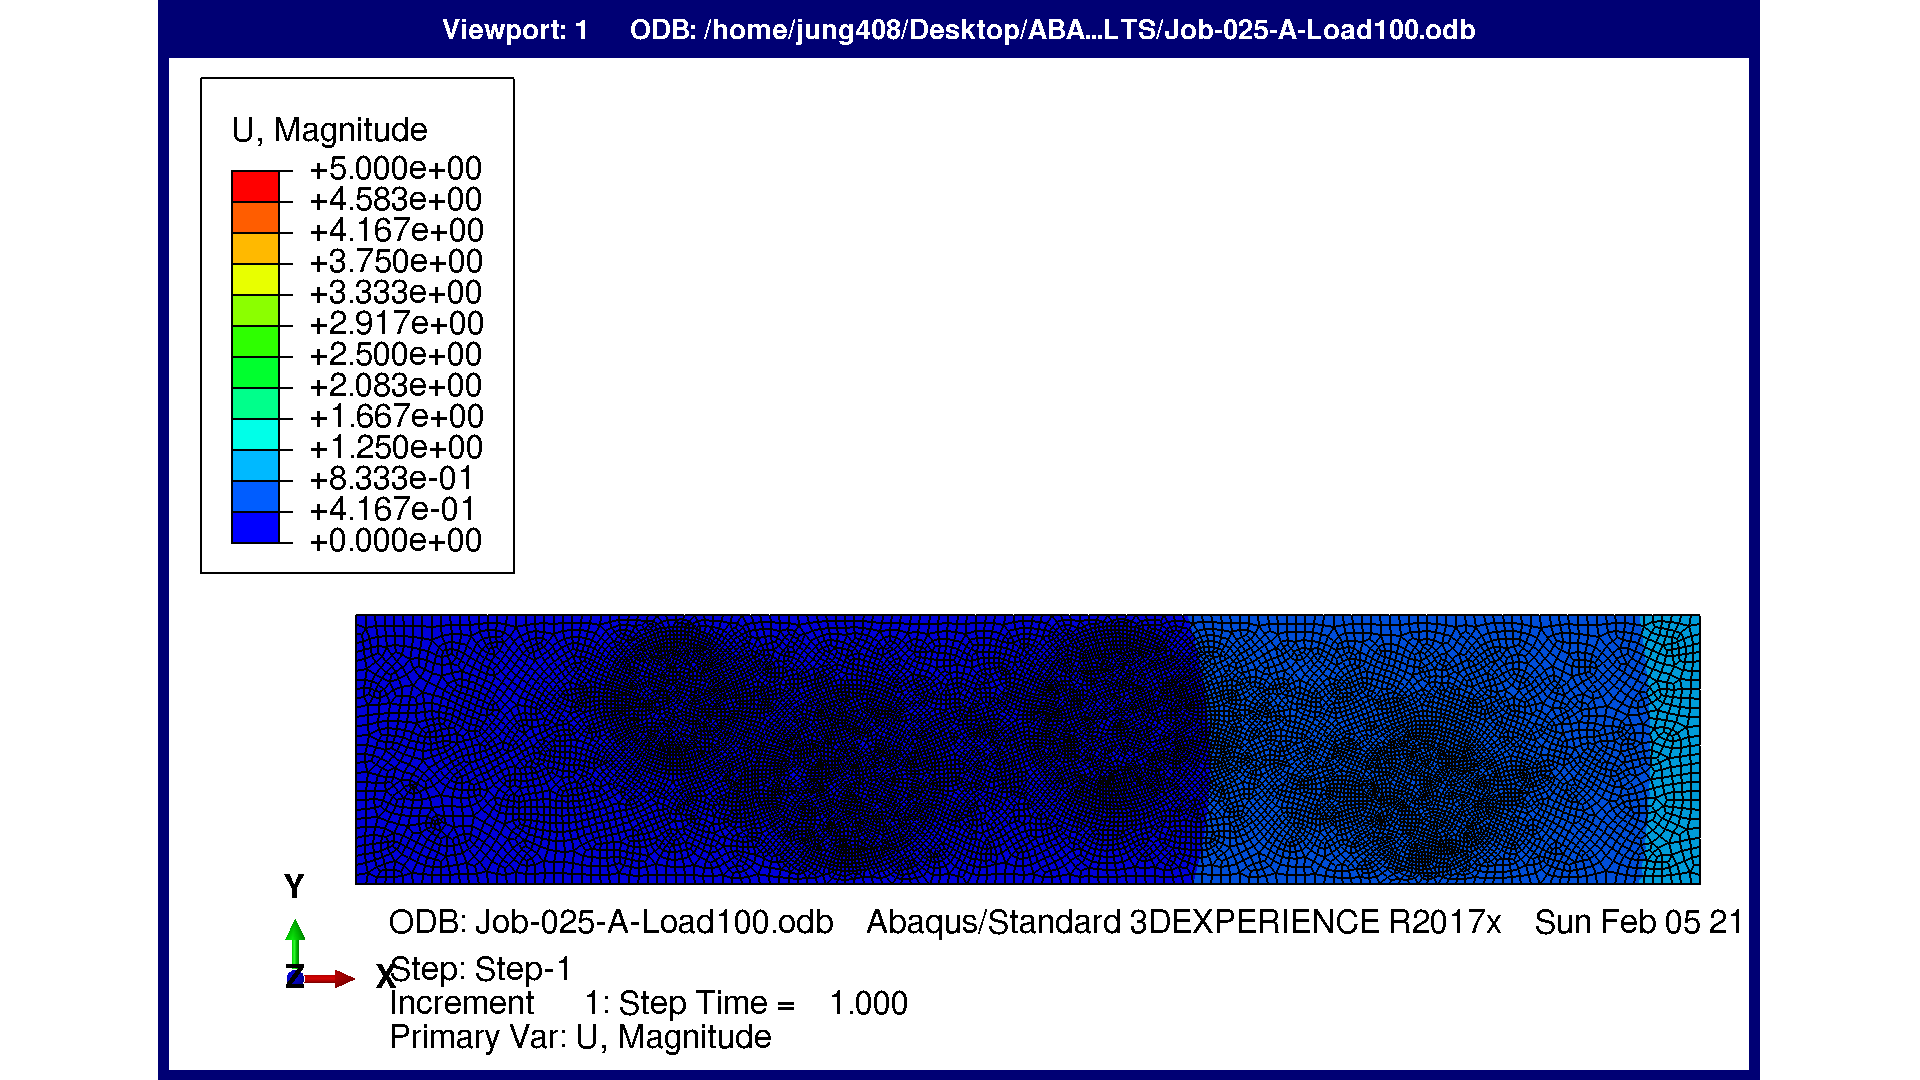 Viewport: 1 ODB: /home/jung408/Desktop/ABA...LTS/Job-025-A-Load100.odb
U, Magnitude
+5.000e+00
+4.583e+00
+4.167e+00
+3.750e+00
+3.333e+00
+2.917e+00
+2.500e+00
+2.083e+00
+1.667e+00
+1.250e+00
+8.333e-01
+4.167e-01
+0.000e+00
Y
Z
X
ODB: Job-025-A-Load100.odb Abaqus/Standard 3DEXPERIENCE R2017x Sun Feb 05 21
Step: Step-1
Increment 1: Step Time = 1.000
Primary Var: U, Magnitude